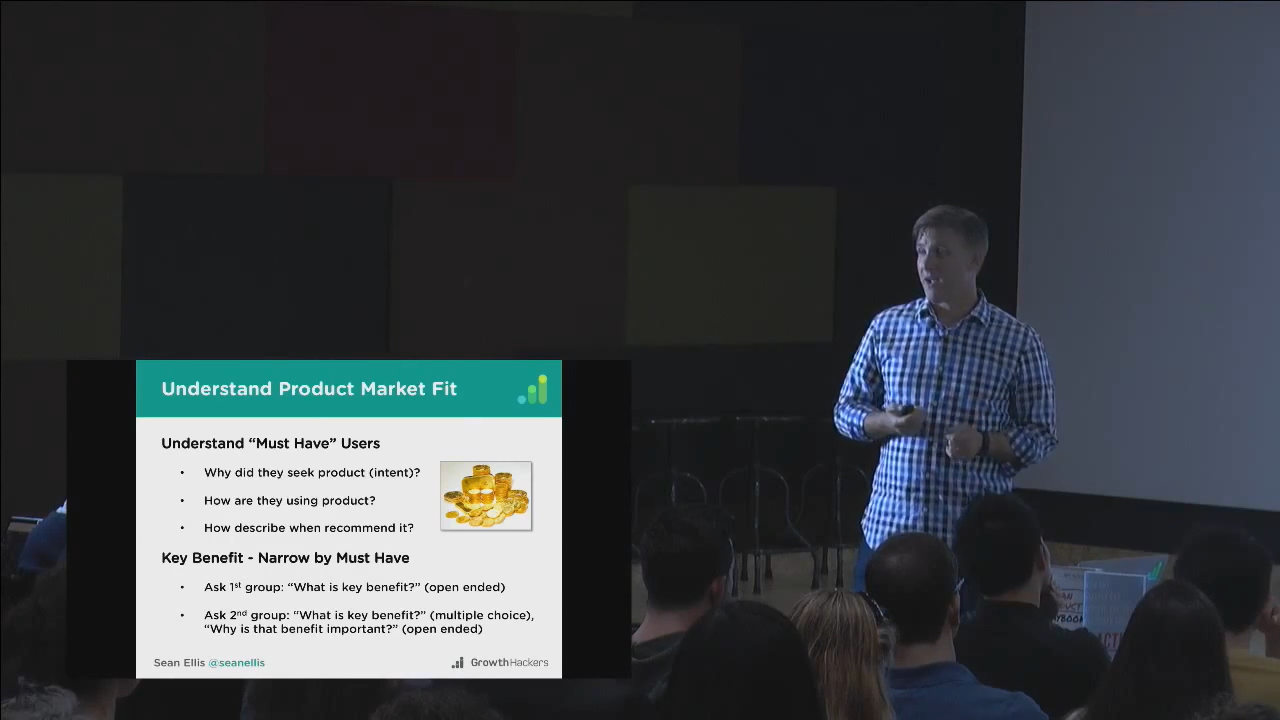 Understand Product Market Fit
Understand “Must Have” Users
• Why did they seek product (intent)?
• How are they using product?
• How describe when recommend it?
Key Benefit - Narrow by Must Have
• Ask 1st group: “What is key benefit?” (open ended)
• Ask 2nd group: “What is key benefit?” (multiple choice),
“Why is that benefit important?” (open ended)
Sean Ellis @seanellis
GrowthHackers